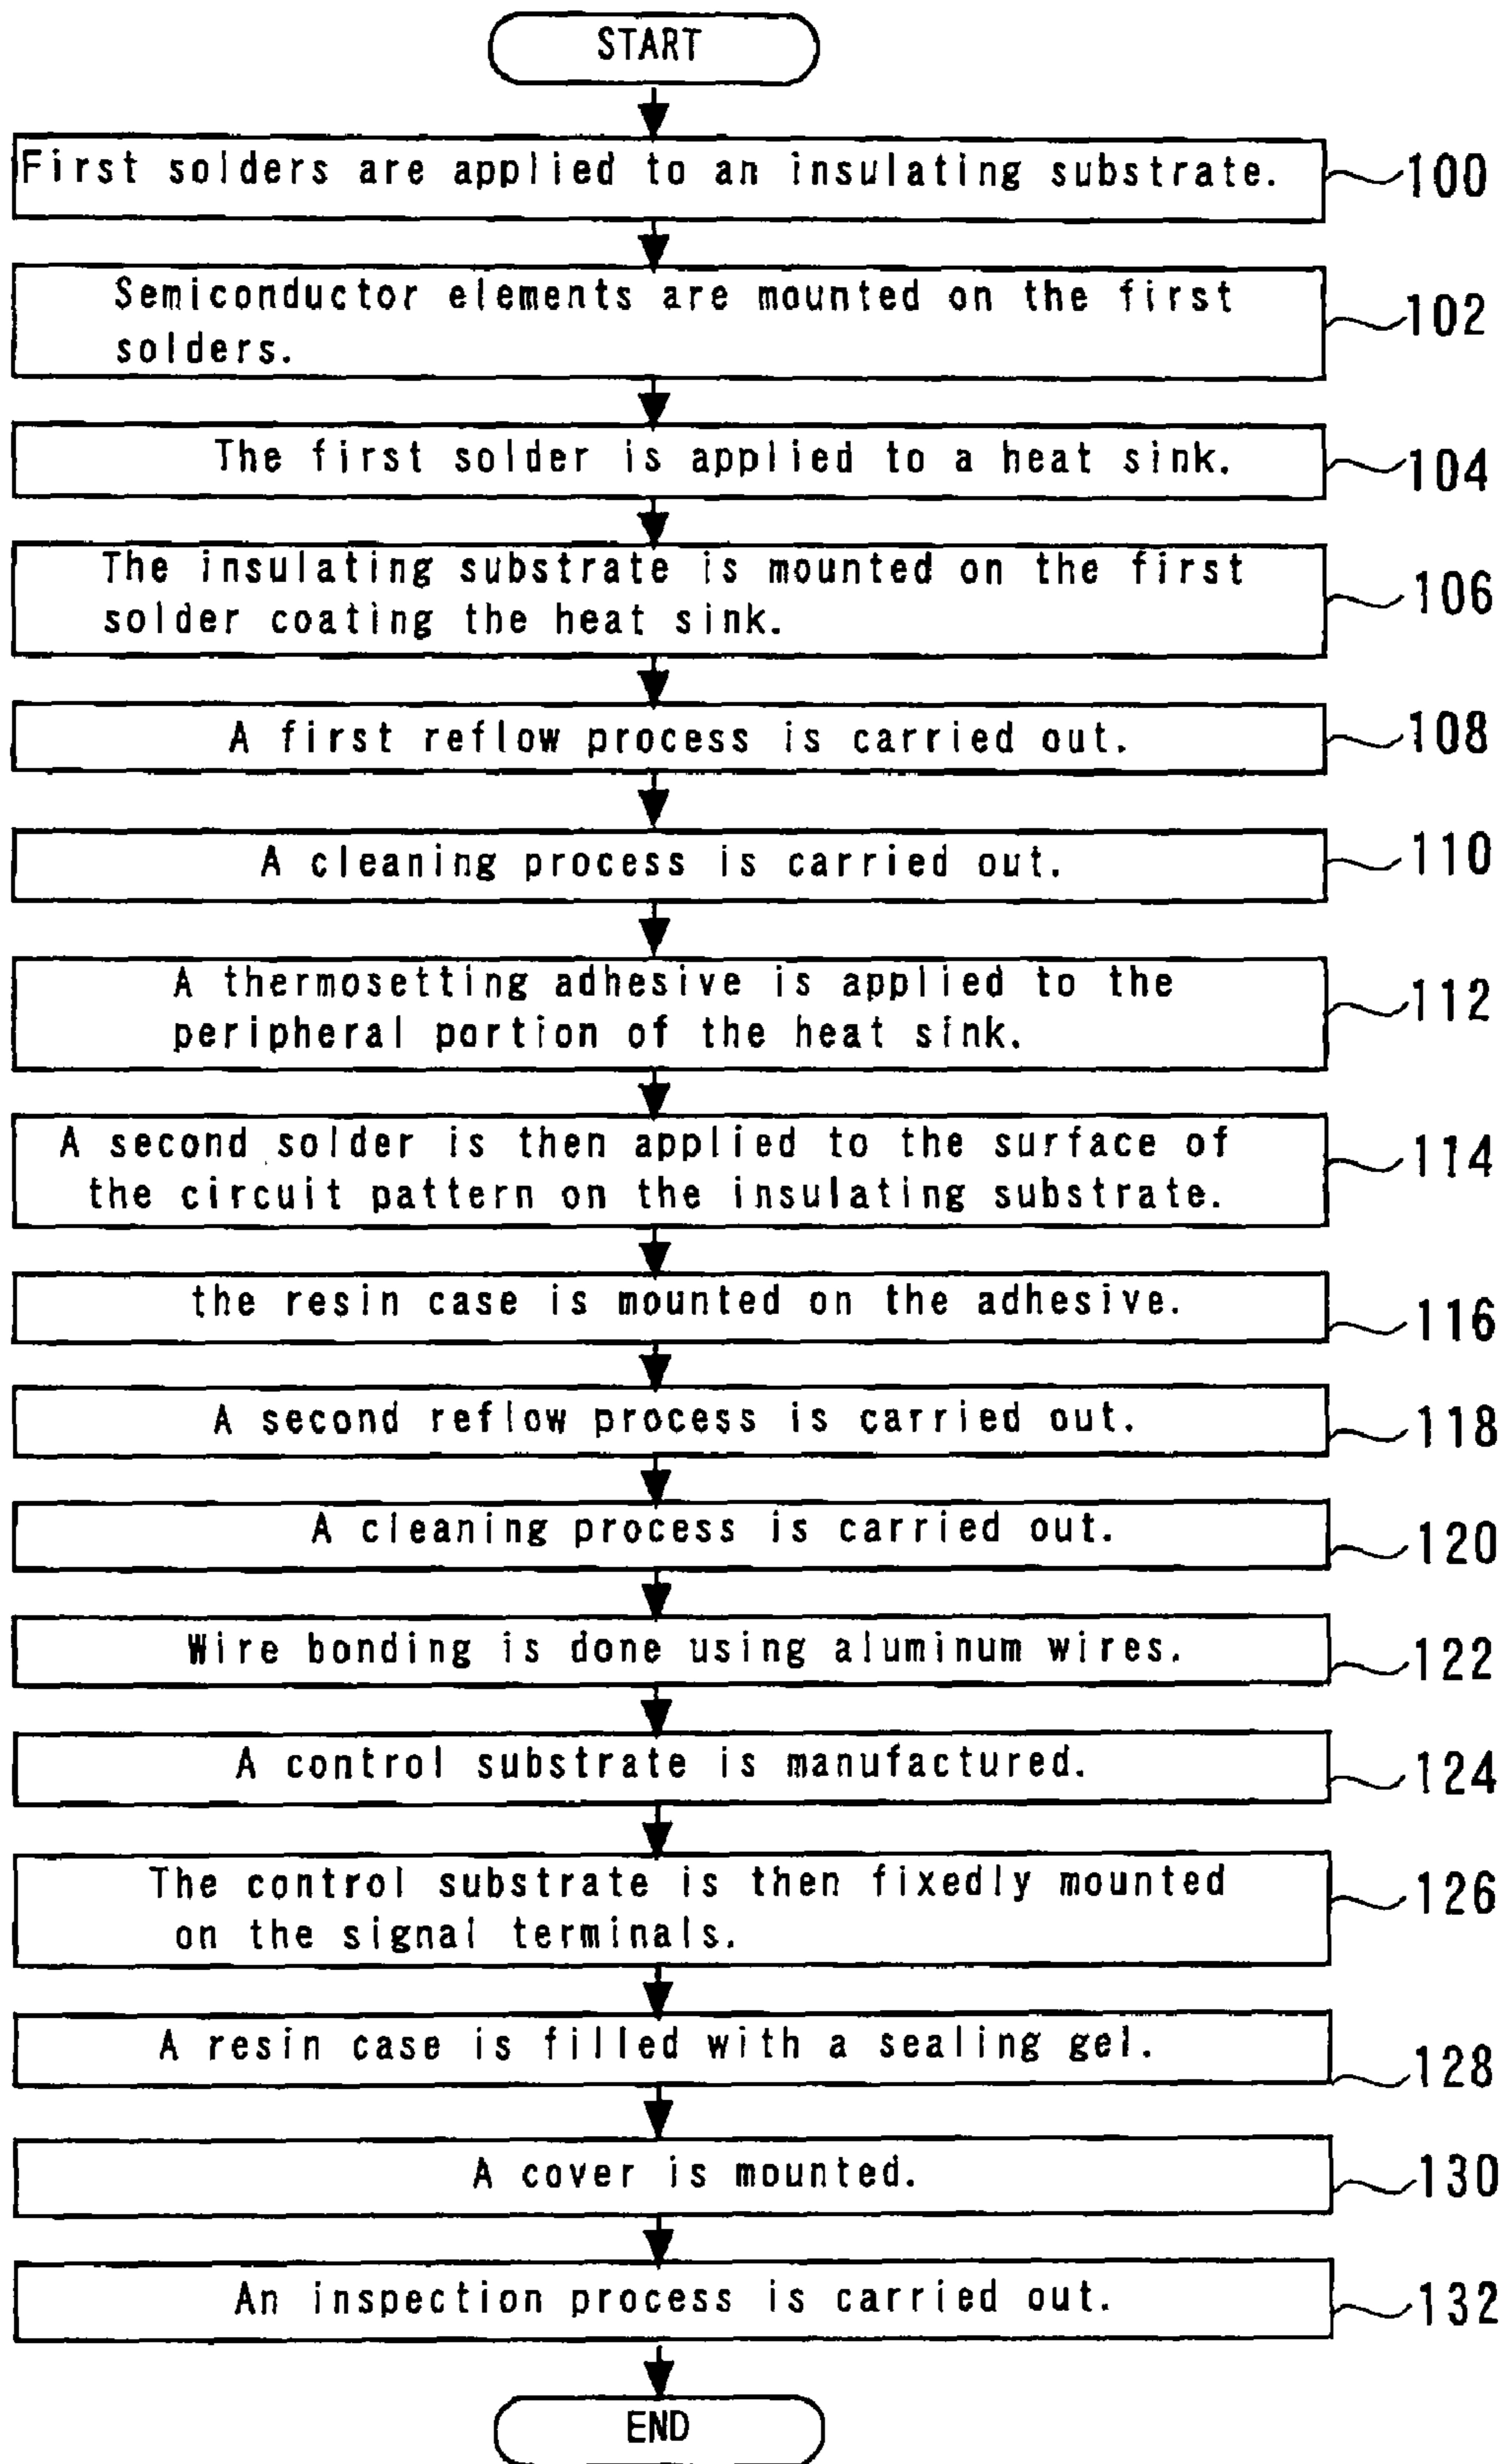 START
First solders are applied to an insulating substrate.
100
Semiconductor elements are mounted on the first
solders.
102
The first solder is applied to a heat sink.
104
The insulating substrate is mounted on the first
solder coating the heat sink.
106
A first reflow process is carried out.
108
A cleaning process is carried out.
110
A thermosetting adhesive is applied to the
peripheral portion of the heat sink.
112
A second solder is then applied to the surface of
the circuit pattern on the insulating substrate.
114
the resin case is mounted on the adhesive.
116
A second reflow process is carried out.
118
A cleaning process is carried out.
120
Wire bonding is done using aluminum wires.
122
A control substrate is manufactured.
124
The control substrate is then fixedly mounted
on the signal terminals.
126
A resin case is filled with a sealing gel.
128
A cover is mounted.
130
An inspection process is carried out.
132
END